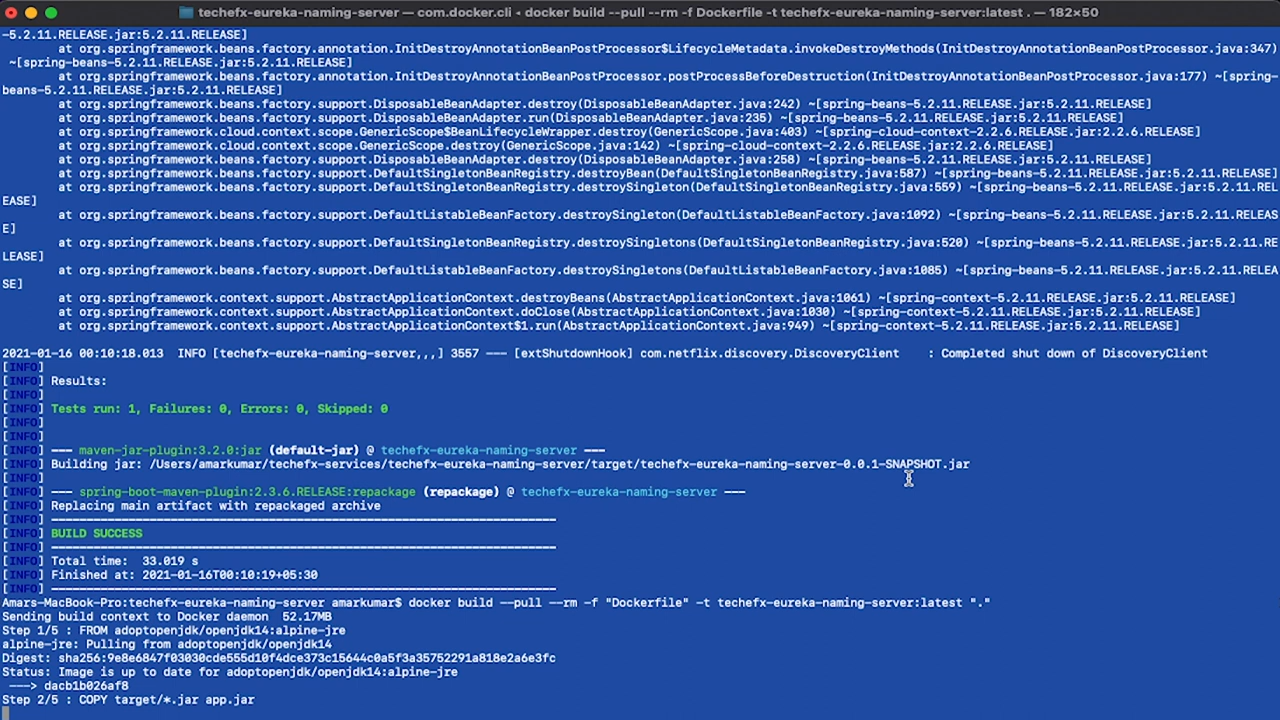 techefx-eureka-naming-server — com.docker.cli ◂ docker build --pull --rm -f Dockerfile -t techefx-eureka-naming-server:latest . — 182×50
-5.2.11.RELEASE.jar:5.2.11.RELEASE]
at org.springframework.beans.factory.annotation.InitDestroyAnnotationBeanPostProcessor$LifecycleMetadata.invokeDestroyMethods(InitDestroyAnnotationBeanPostProcessor.java:347)
~[spring-beans-5.2.11.RELEASE.jar:5.2.11.RELEASE]
at org.springframework.beans.factory.annotation.InitDestroyAnnotationBeanPostProcessor.postProcessBeforeDestruction(InitDestroyAnnotationBeanPostProcessor.java:177) ~[spring-
beans-5.2.11.RELEASE.jar:5.2.11.RELEASE]
at org.springframework.beans.factory.support.DisposableBeanAdapter.destroy(DisposableBeanAdapter.java:242) ~[spring-beans-5.2.11.RELEASE.jar:5.2.11.RELEASE]
at org.springframework.beans.factory.support.DisposableBeanAdapter.run(DisposableBeanAdapter.java:235) ~[spring-beans-5.2.11.RELEASE.jar:5.2.11.RELEASE]
at org.springframework.cloud.context.scope.GenericScope$BeanLifecycleWrapper.destroy(GenericScope.java:403) ~[spring-cloud-context-2.2.6.RELEASE.jar:2.2.6.RELEASE]
at org.springframework.cloud.context.scope.GenericScope.destroy(GenericScope.java:142) ~[spring-cloud-context-2.2.6.RELEASE.jar:2.2.6.RELEASE]
at org.springframework.beans.factory.support.DisposableBeanAdapter.destroy(DisposableBeanAdapter.java:258) ~[spring-beans-5.2.11.RELEASE.jar:5.2.11.RELEASE]
at org.springframework.beans.factory.support.DefaultSingletonBeanRegistry.destroyBean(DefaultSingletonBeanRegistry.java:587) ~[spring-beans-5.2.11.RELEASE.jar:5.2.11.RELEASE]
at org.springframework.beans.factory.support.DefaultSingletonBeanRegistry.destroySingleton(DefaultSingletonBeanRegistry.java:559) ~[spring-beans-5.2.11.RELEASE.jar:5.2.11.REL
EASE]
at org.springframework.beans.factory.support.DefaultListableBeanFactory.destroySingleton(DefaultListableBeanFactory.java:1092) ~[spring-beans-5.2.11.RELEASE.jar:5.2.11.RELEAS
E]
at org.springframework.beans.factory.support.DefaultSingletonBeanRegistry.destroySingletons(DefaultSingletonBeanRegistry.java:520) ~[spring-beans-5.2.11.RELEASE.jar:5.2.11.RE
LEASE]
at org.springframework.beans.factory.support.DefaultListableBeanFactory.destroySingletons(DefaultListableBeanFactory.java:1085) ~[spring-beans-5.2.11.RELEASE.jar:5.2.11.RELEA
SE]
at org.springframework.context.support.AbstractApplicationContext.destroyBeans(AbstractApplicationContext.java:1061) ~[spring-context-5.2.11.RELEASE.jar:5.2.11.RELEASE]
at org.springframework.context.support.AbstractApplicationContext.doClose(AbstractApplicationContext.java:1030) ~[spring-context-5.2.11.RELEASE.jar:5.2.11.RELEASE]
at org.springframework.context.support.AbstractApplicationContext$1.run(AbstractApplicationContext.java:949) ~[spring-context-5.2.11.RELEASE.jar:5.2.11.RELEASE]
2021-01-16 00:10:18.013  INFO [techefx-eureka-naming-server,,,] 3557 --- [extShutdownHook] com.netflix.discovery.DiscoveryClient    : Completed shut down of DiscoveryClient
[INFO]
[INFO] Results:
[INFO]
[INFO] Tests run: 1, Failures: 0, Errors: 0, Skipped: 0
[INFO]
[INFO]
[INFO] --- maven-jar-plugin:3.2.0:jar (default-jar) @ techefx-eureka-naming-server ---
[INFO] Building jar: /Users/amarkumar/techefx-services/techefx-eureka-naming-server/target/techefx-eureka-naming-server-0.0.1-SNAPSHOT.jar
[INFO]
[INFO] --- spring-boot-maven-plugin:2.3.6.RELEASE:repackage (repackage) @ techefx-eureka-naming-server ---
[INFO] Replacing main artifact with repackaged archive
[INFO] ------------------------------------------------------------------------
[INFO] BUILD SUCCESS
[INFO] ------------------------------------------------------------------------
[INFO] Total time:  33.019 s
[INFO] Finished at: 2021-01-16T00:10:19+05:30
[INFO] ------------------------------------------------------------------------
Amars-MacBook-Pro:techefx-eureka-naming-server amarkumar$ docker build --pull --rm -f "Dockerfile" -t techefx-eureka-naming-server:latest "."
Sending build context to Docker daemon  52.17MB
Step 1/5 : FROM adoptopenjdk/openjdk14:alpine-jre
alpine-jre: Pulling from adoptopenjdk/openjdk14
Digest: sha256:9e8e6847f03030cde555d10f4dce373c15644c0a5f3a35752291a818e2a6e3fc
Status: Image is up to date for adoptopenjdk/openjdk14:alpine-jre
---> dacb1b026af8
Step 2/5 : COPY target/*.jar app.jar